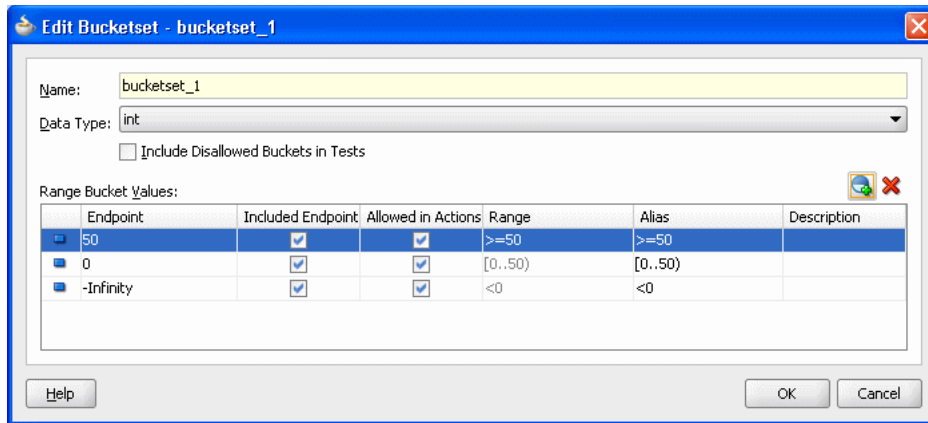 Edit Bucketset - bucketset_1
Name: bucketset_1
Data Type: int
Include Disallowed Buckets in Tests
Range Bucket Values:
Endpoint Included Endpoint Allowed in Actions Range Alias Description
50 >=50 >=50
0 [0..50) [0..50)
-Infinity <0 <0
Help OK Cancel